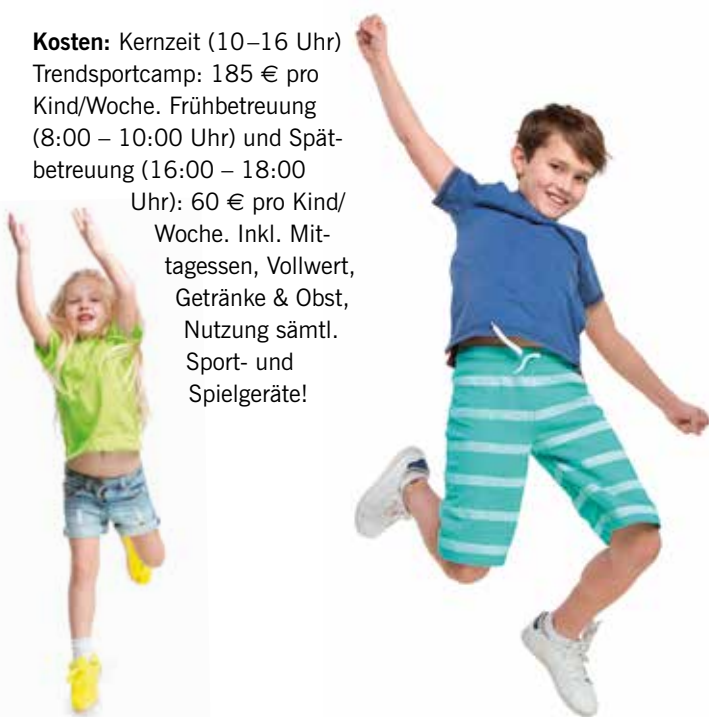 Kosten: Kernzeit (10–16 Uhr)
Trendsportcamp: 185 € pro
Kind/Woche. Frühbetreuung
(8:00 – 10:00 Uhr) und Spät-
betreuung (16:00 – 18:00
Uhr): 60 € pro Kind/
Woche. Inkl. Mit-
tagessen, Vollwert,
Getränke & Obst,
Nutzung sämtl.
Sport- und
Spielgeräte!